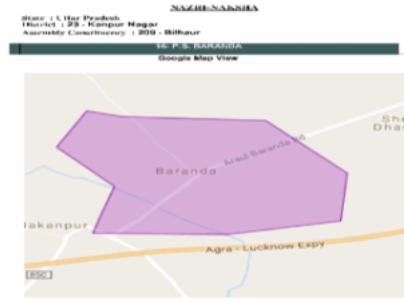 NAZRI-NAKSHA
State : Uttar Pradesh
District : 23 - Kanpur Nagar
Assembly Constituency : 209 - Bilhaur
16- P.S. BARANDA
Google Map View
Araul Baranda Rd
Baranda
Agra - Lucknow Expy